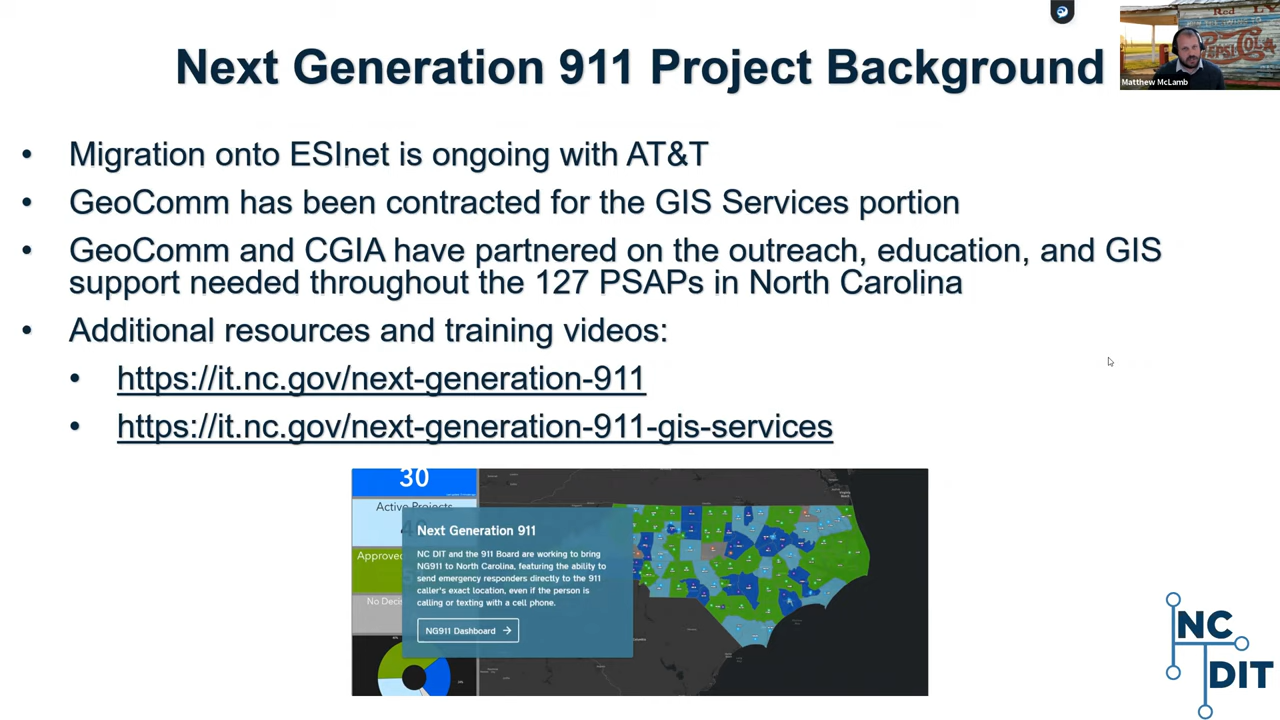 Next Generation 911 Project Background
Matthew McLamb
• Migration onto ESInet is ongoing with AT&T
• GeoComm has been contracted for the GIS Services portion
• GeoComm and CGIA have partnered on the outreach, education, and GIS
support needed throughout the 127 PSAPs in North Carolina
• Additional resources and training videos:
• https://it.nc.gov/next-generation-911
• https://it.nc.gov/next-generation-911-gis-services
30
Active Projects
Approved
No Deci
Next Generation 911
NC DIT and the 911 Board are working to bring
NG911 to North Carolina, featuring the ability to
send emergency responders directly to the 911
caller's exact location, even if the person is
calling or texting with a cell phone.
NG911 Dashboard →
NC
DIT